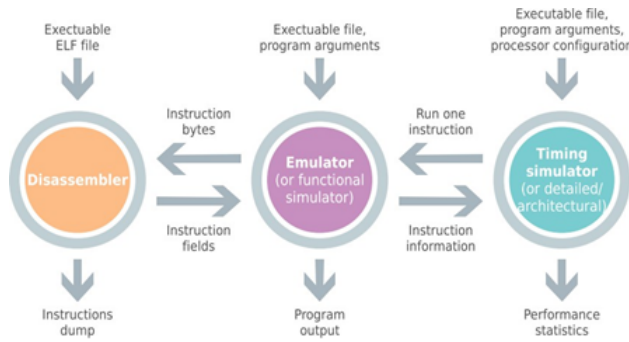 Exectuable
ELF file
Exectuable file,
program arguments
Executable file,
program arguments,
processor configuration
Instruction
bytes
Run one
instruction
Disassembler
Emulator
(or functional
simulator)
Timing
simulator
(or detailed/
architectural)
Instruction
fields
Instruction
information
Instructions
dump
Program
output
Performance
statistics